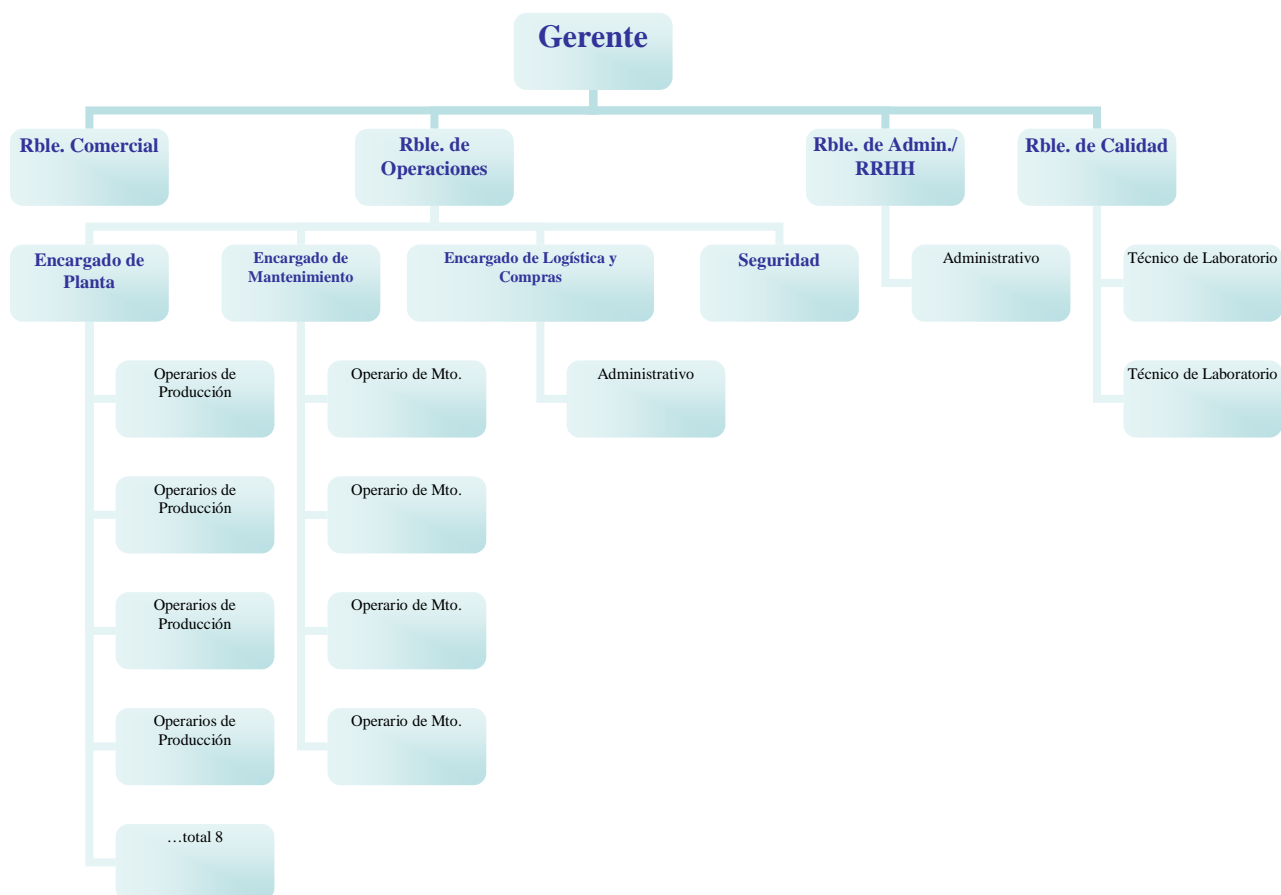 Gerente
Rble. Comercial
Rble. de
Operaciones
Rble. de Admin./
RRHH
Rble. de Calidad
Encargado de
Planta
Encargado de
Mantenimiento
Encargado de Logística y
Compras
Seguridad
Administrativo
Técnico de Laboratorio
Operarios de
Producción
Operario de Mto.
Administrativo
Técnico de Laboratorio
Operarios de
Producción
Operario de Mto.
Operarios de
Producción
Operario de Mto.
Operarios de
Producción
Operario de Mto.
…total 8